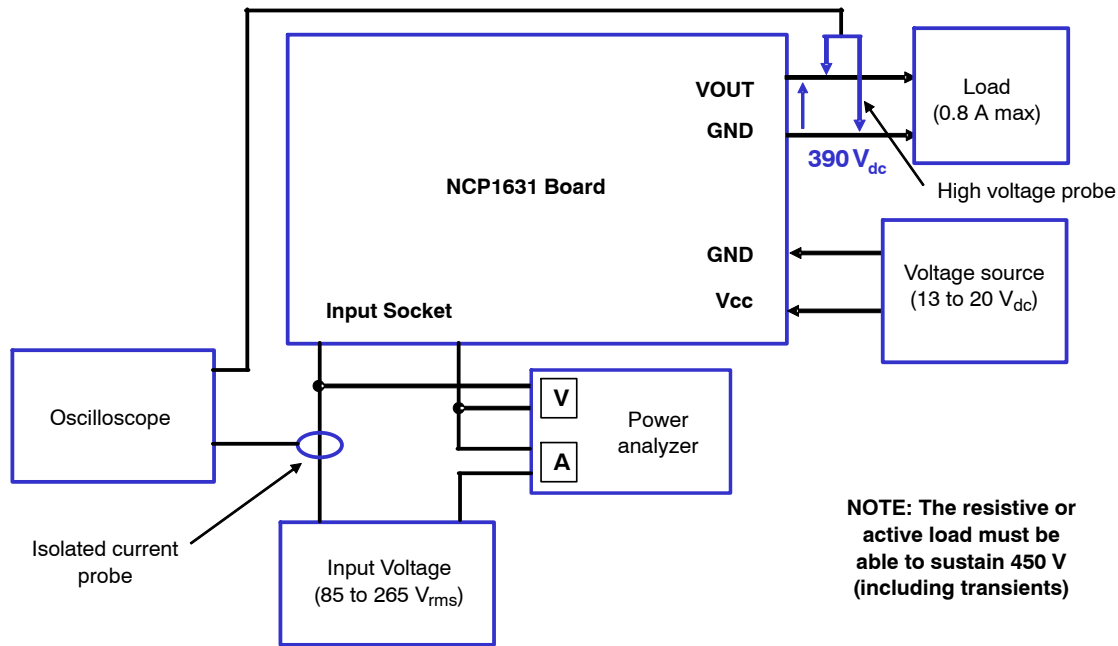 VOUT
GND
NCP1631 Board
390 Vdc
Load
(0.8 A max)
High voltage probe
GND
Vcc
Voltage source
(13 to 20 Vdc)
Input Socket
Oscilloscope
V
A
Power
analyzer
Isolated current
probe
Input Voltage
(85 to 265 Vrms)
NOTE: The resistive or
active load must be
able to sustain 450 V
(including transients)